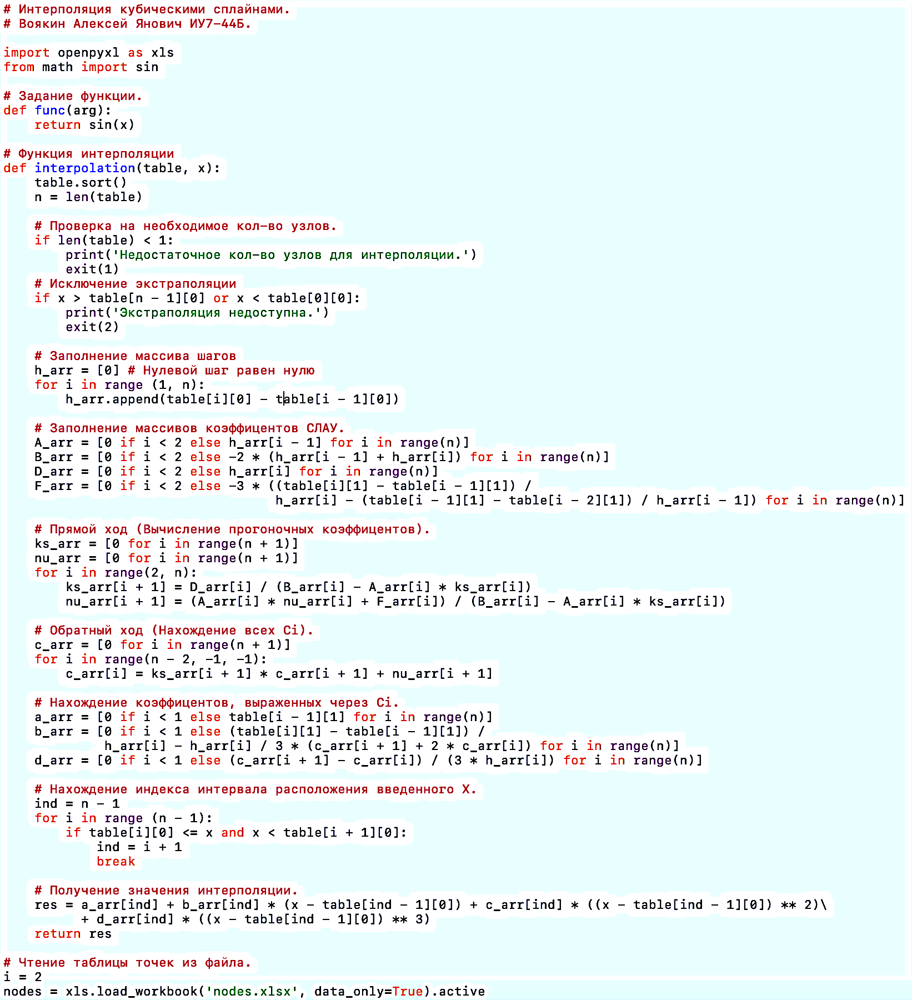 # Интерполяция кубическими сплайнами.
# Воякин Алексей Янович ИУ7-44Б.

import openpyxl as xls
from math import sin

# Задание функции.
def func(arg):
    return sin(x)

# Функция интерполяции
def interpolation(table, x):
    table.sort()
    n = len(table)

    # Проверка на необходимое кол-во узлов.
    if len(table) < 1:
        print('Недостаточное кол-во узлов для интерполяции.')
        exit(1)
    # Исключение экстраполяции
    if x > table[n - 1][0] or x < table[0][0]:
        print('Экстраполяция недоступна.')
        exit(2)

    # Заполнение массива шагов
    h_arr = [0] # Нулевой шаг равен нулю
    for i in range (1, n):
        h_arr.append(table[i][0] - table[i - 1][0])

    # Заполнение массивов коэффицентов СЛАУ.
    A_arr = [0 if i < 2 else h_arr[i - 1] for i in range(n)]
    B_arr = [0 if i < 2 else -2 * (h_arr[i - 1] + h_arr[i]) for i in range(n)]
    D_arr = [0 if i < 2 else h_arr[i] for i in range(n)]
    F_arr = [0 if i < 2 else -3 * ((table[i][1] - table[i - 1][1]) /
                                   h_arr[i] - (table[i - 1][1] - table[i - 2][1]) / h_arr[i - 1]) for i in range(n)]

    # Прямой ход (Вычисление прогоночных коэффицентов).
    ks_arr = [0 for i in range(n + 1)]
    nu_arr = [0 for i in range(n + 1)]
    for i in range(2, n):
        ks_arr[i + 1] = D_arr[i] / (B_arr[i] - A_arr[i] * ks_arr[i])
        nu_arr[i + 1] = (A_arr[i] * nu_arr[i] + F_arr[i]) / (B_arr[i] - A_arr[i] * ks_arr[i])

    # Обратный ход (Нахождение всех Ci).
    c_arr = [0 for i in range(n + 1)]
    for i in range(n - 2, -1, -1):
        c_arr[i] = ks_arr[i + 1] * c_arr[i + 1] + nu_arr[i + 1]

    # Нахождение коэффицентов, выраженных через Ci.
    a_arr = [0 if i < 1 else table[i - 1][1] for i in range(n)]
    b_arr = [0 if i < 1 else (table[i][1] - table[i - 1][1]) /
             h_arr[i] - h_arr[i] / 3 * (c_arr[i + 1] + 2 * c_arr[i]) for i in range(n)]
    d_arr = [0 if i < 1 else (c_arr[i + 1] - c_arr[i]) / (3 * h_arr[i]) for i in range(n)]

    # Нахождение индекса интервала расположения введенного X.
    ind = n - 1
    for i in range (n - 1):
        if table[i][0] <= x and x < table[i + 1][0]:
            ind = i + 1
            break

    # Получение значения интерполяции.
    res = a_arr[ind] + b_arr[ind] * (x - table[ind - 1][0]) + c_arr[ind] * ((x - table[ind - 1][0]) ** 2)\
          + d_arr[ind] * ((x - table[ind - 1][0]) ** 3)
    return res

# Чтение таблицы точек из файла.
i = 2
nodes = xls.load_workbook('nodes.xlsx', data_only=True).active